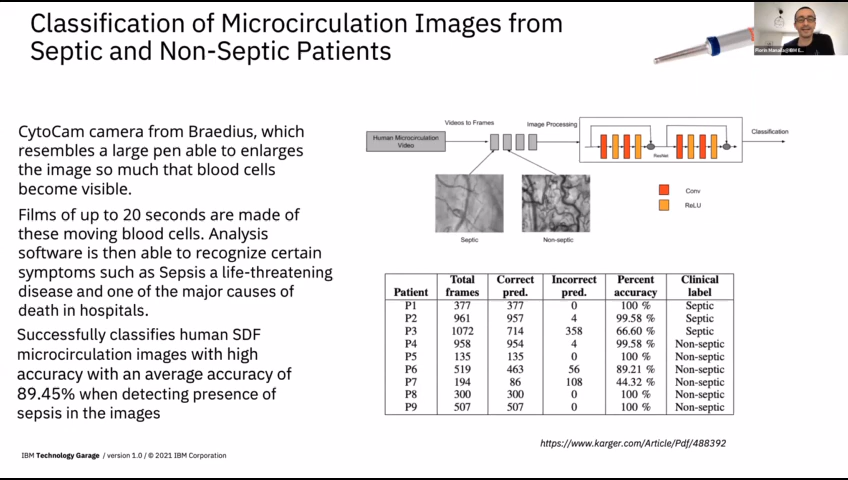 Classification of Microcirculation Images from
Septic and Non-Septic Patients
CytoCam camera from Braedius, which
resembles a large pen able to enlarges
the image so much that blood cells
become visible.
Films of up to 20 seconds are made of
these moving blood cells. Analysis
software is then able to recognize certain
symptoms such as Sepsis a life-threatening
disease and one of the major causes of
death in hospitals.
Successfully classifies human SDF
microcirculation images with high
accuracy with an average accuracy of
89.45% when detecting presence of
sepsis in the images
Videos to Frames
Image Processing
Classification
Human Microcirculation
Video
ResNet
Conv
ReLU
Septic
Non-septic
Patient Total frames Correct pred. Incorrect pred. Percent accuracy Clinical label
P1 377 377 0 100 % Septic
P2 961 957 4 99.58 % Septic
P3 1072 714 358 66.60 % Septic
P4 958 954 4 99.58 % Non-septic
P5 135 135 0 100 % Non-septic
P6 519 463 56 89.21 % Non-septic
P7 194 86 108 44.32 % Non-septic
P8 300 300 0 100 % Non-septic
P9 507 507 0 100 % Non-septic
https://www.karger.com/Article/Pdf/488392
IBM Technology Garage / version 1.0 / © 2021 IBM Corporation